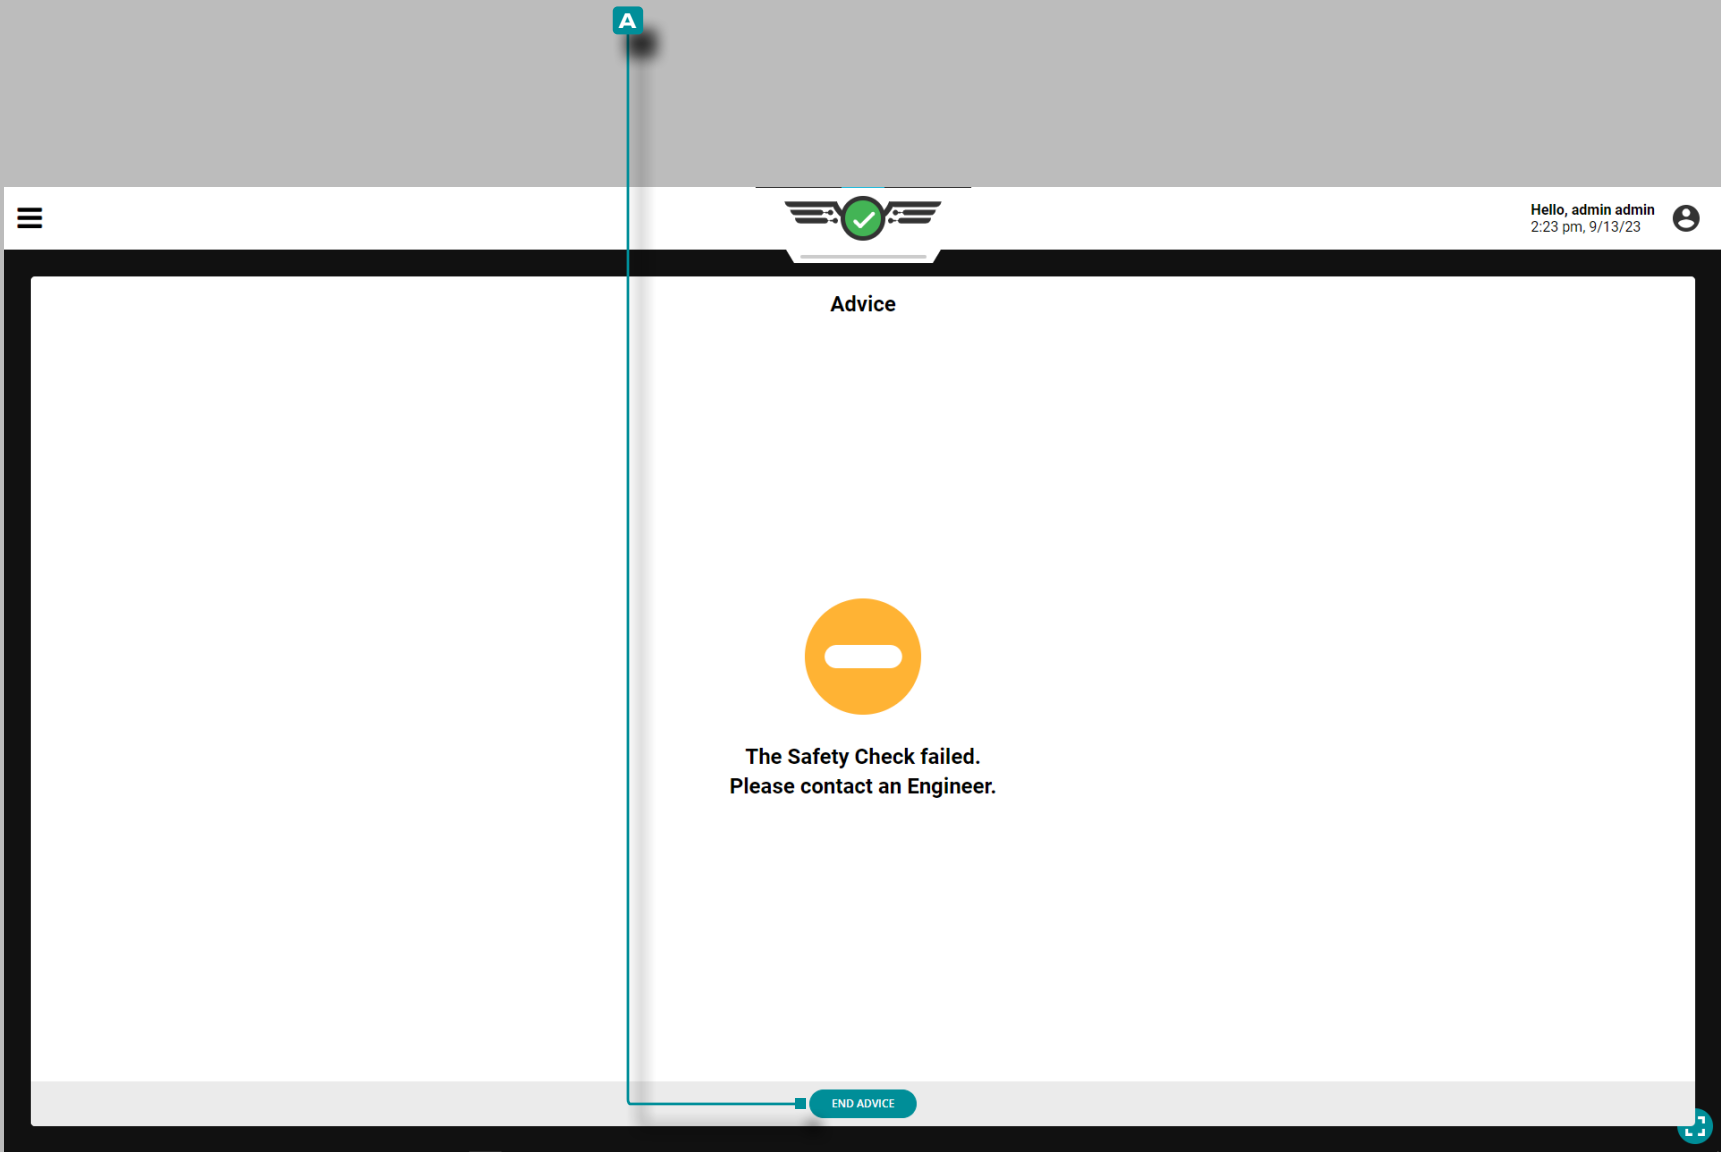 A
Hello, admin admin
2:23 pm, 9/13/23
Advice
The Safety Check failed.
Please contact an Engineer.
END ADVICE